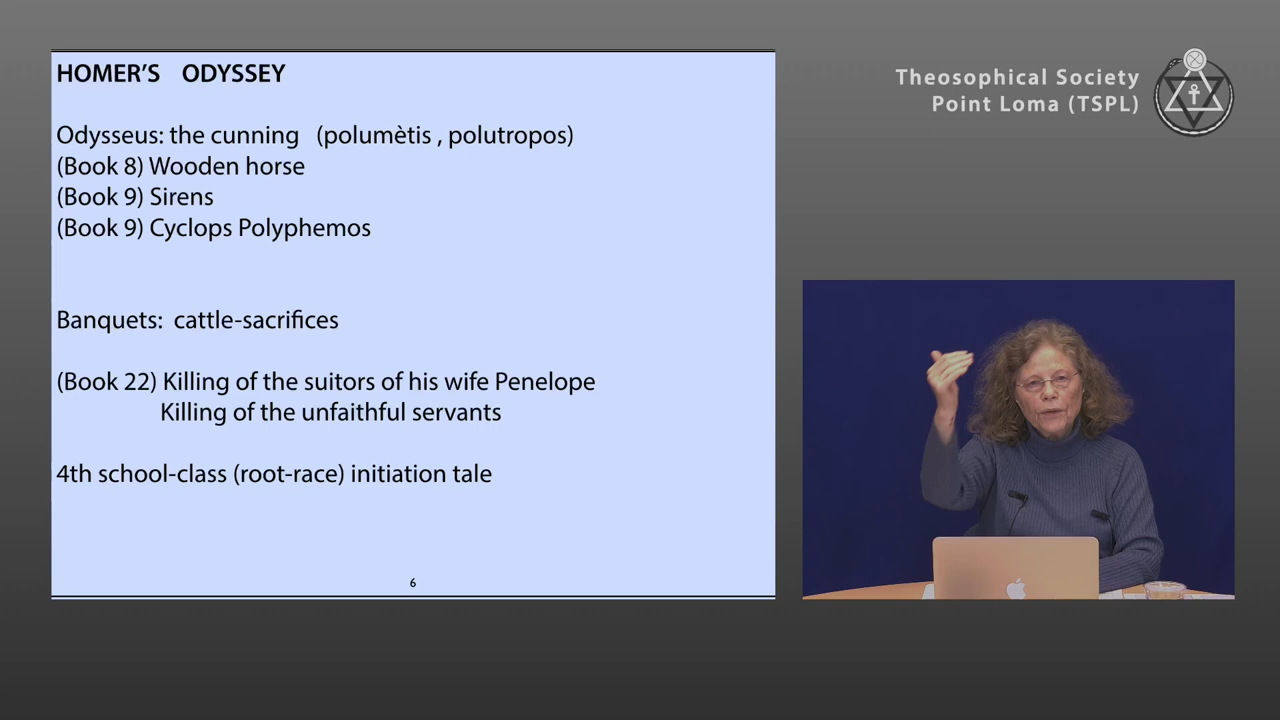 HOMER'S ODYSSEY
Odysseus: the cunning (polumètis , polutropos)
(Book 8) Wooden horse
(Book 9) Sirens
(Book 9) Cyclops Polyphemos
Banquets: cattle-sacrifices
(Book 22) Killing of the suitors of his wife Penelope
Killing of the unfaithful servants
4th school-class (root-race) initiation tale
6
Theosophical Society
Point Loma (TSPL)